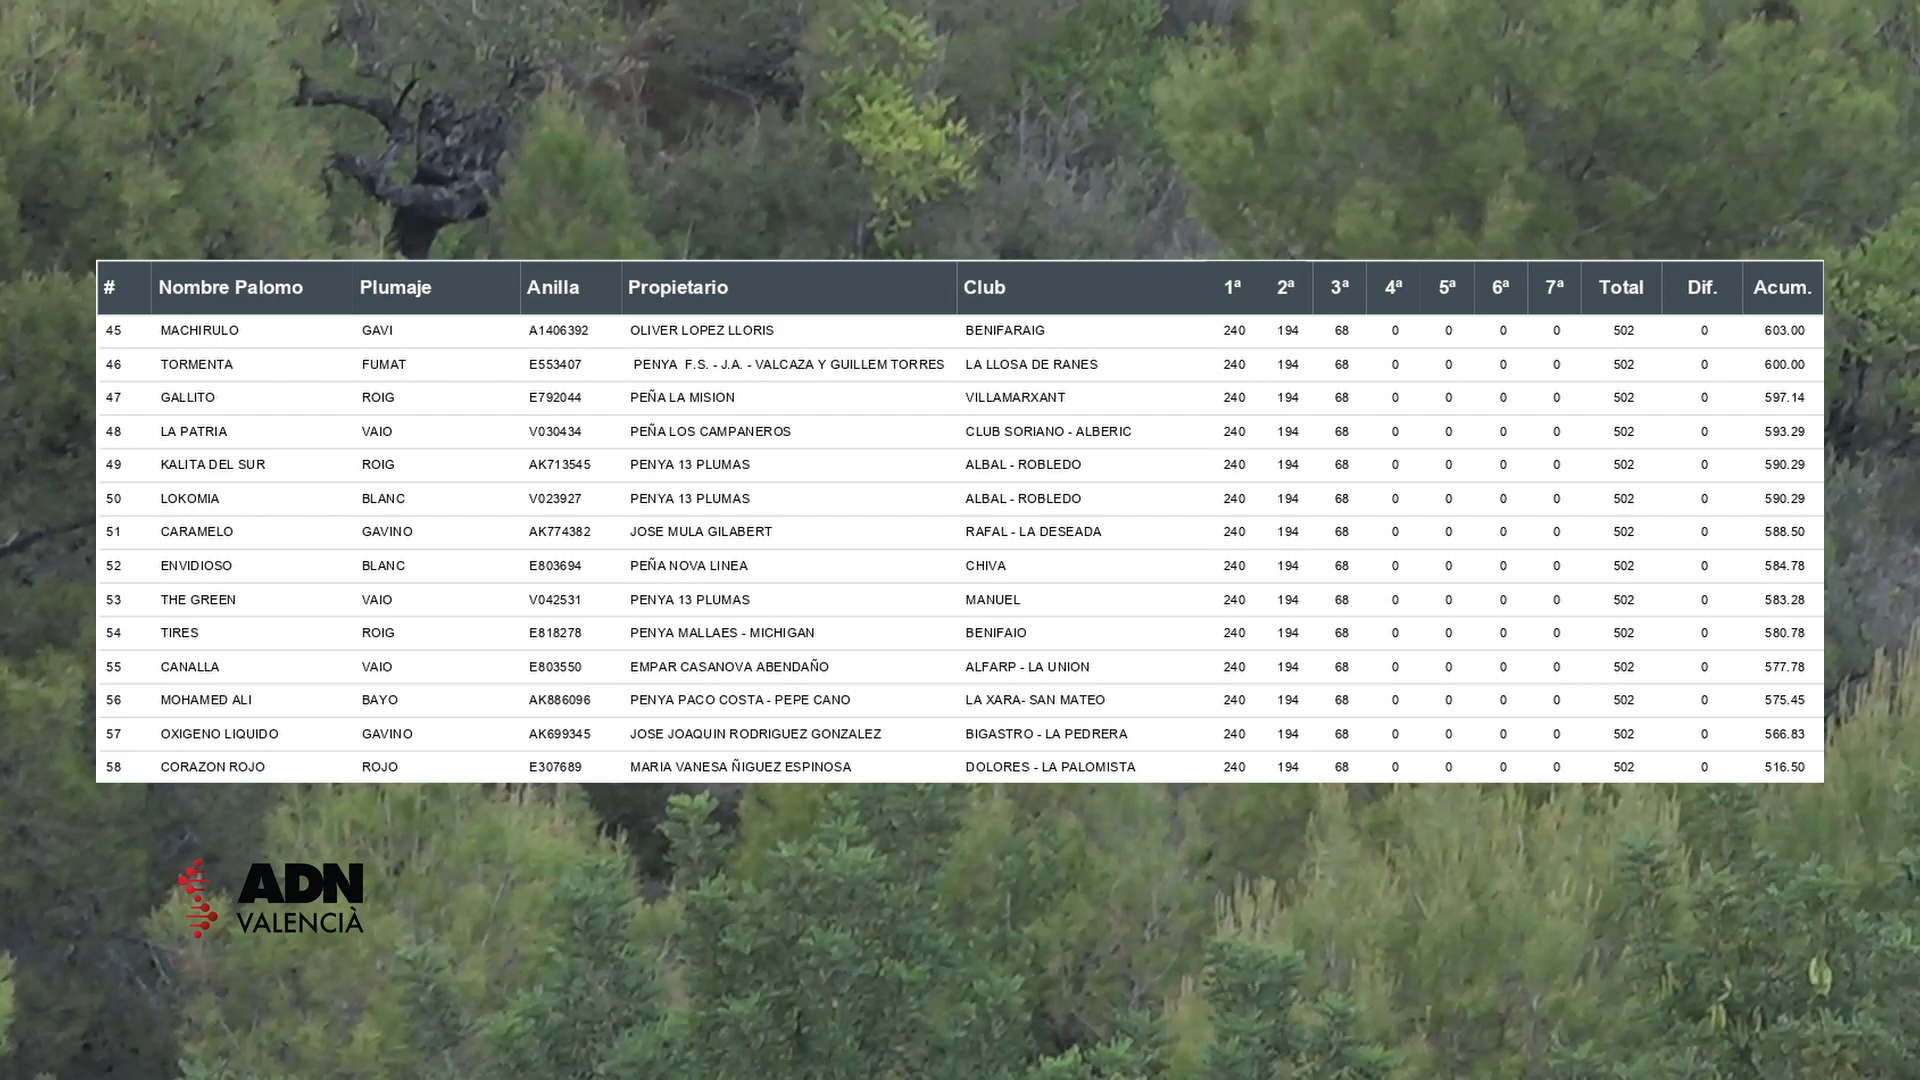 # Nombre Palomo Plumaje Anilla Propietario Club 1ª 2ª 3ª 4ª 5ª 6ª 7ª Total Dif. Acum.
45 MACHIRULO GAVI A1406392 OLIVER LOPEZ LLORIS BENIFARAIG 240 194 68 0 0 0 0 502 0 603.00
46 TORMENTA FUMAT E553407 PENYA F.S. - J.A. - VALCAZA Y GUILLEM TORRES LA LLOSA DE RANES 240 194 68 0 0 0 0 502 0 600.00
47 GALLITO ROIG E792044 PEÑA LA MISION VILLAMARXANT 240 194 68 0 0 0 0 502 0 597.14
48 LA PATRIA VAIO V030434 PEÑA LOS CAMPANEROS CLUB SORIANO - ALBERIC 240 194 68 0 0 0 0 502 0 593.29
49 KALITA DEL SUR ROIG AK713545 PENYA 13 PLUMAS ALBAL - ROBLEDO 240 194 68 0 0 0 0 502 0 590.29
50 LOKOMIA BLANC V023927 PENYA 13 PLUMAS ALBAL - ROBLEDO 240 194 68 0 0 0 0 502 0 590.29
51 CARAMELO GAVINO AK774382 JOSE MULA GILABERT RAFAL - LA DESEADA 240 194 68 0 0 0 0 502 0 588.50
52 ENVIDIOSO BLANC E803694 PEÑA NOVA LINEA CHIVA 240 194 68 0 0 0 0 502 0 584.78
53 THE GREEN VAIO V042531 PENYA 13 PLUMAS MANUEL 240 194 68 0 0 0 0 502 0 583.28
54 TIRES ROIG E818278 PENYA MALLAES - MICHIGAN BENIFAIO 240 194 68 0 0 0 0 502 0 580.78
55 CANALLA VAIO E803550 EMPAR CASANOVA ABENDAÑO ALFARP - LA UNION 240 194 68 0 0 0 0 502 0 577.78
56 MOHAMED ALI BAYO AK886096 PENYA PACO COSTA - PEPE CANO LA XARA- SAN MATEO 240 194 68 0 0 0 0 502 0 575.45
57 OXIGENO LIQUIDO GAVINO AK699345 JOSE JOAQUIN RODRIGUEZ GONZALEZ BIGASTRO - LA PEDRERA 240 194 68 0 0 0 0 502 0 566.83
58 CORAZON ROJO ROJO E307689 MARIA VANESA ÑIGUEZ ESPINOSA DOLORES - LA PALOMISTA 240 194 68 0 0 0 0 502 0 516.50
ADN
VALENCIÀ